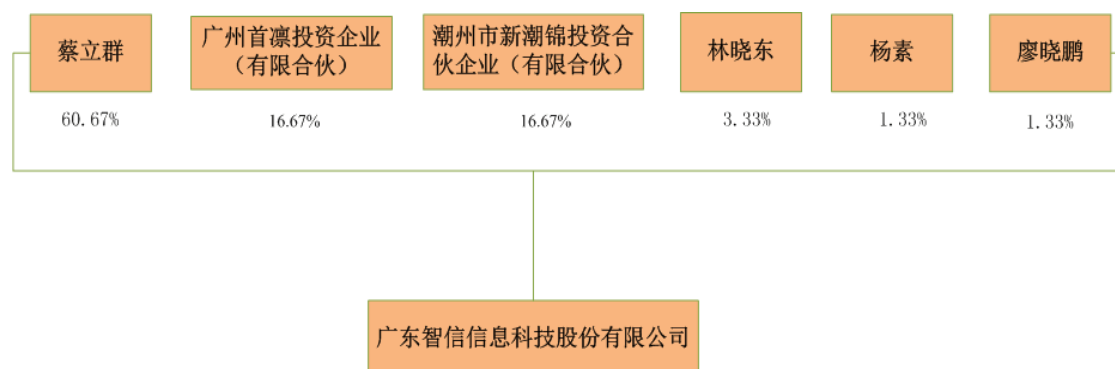 蔡立群
广州首凛投资企业
（有限合伙）
潮州市新潮锦投资合
伙企业（有限合伙）
林晓东
杨素
廖晓鹏
60.67%
16.67%
16.67%
3.33%
1.33%
1.33%
广东智信信息科技股份有限公司